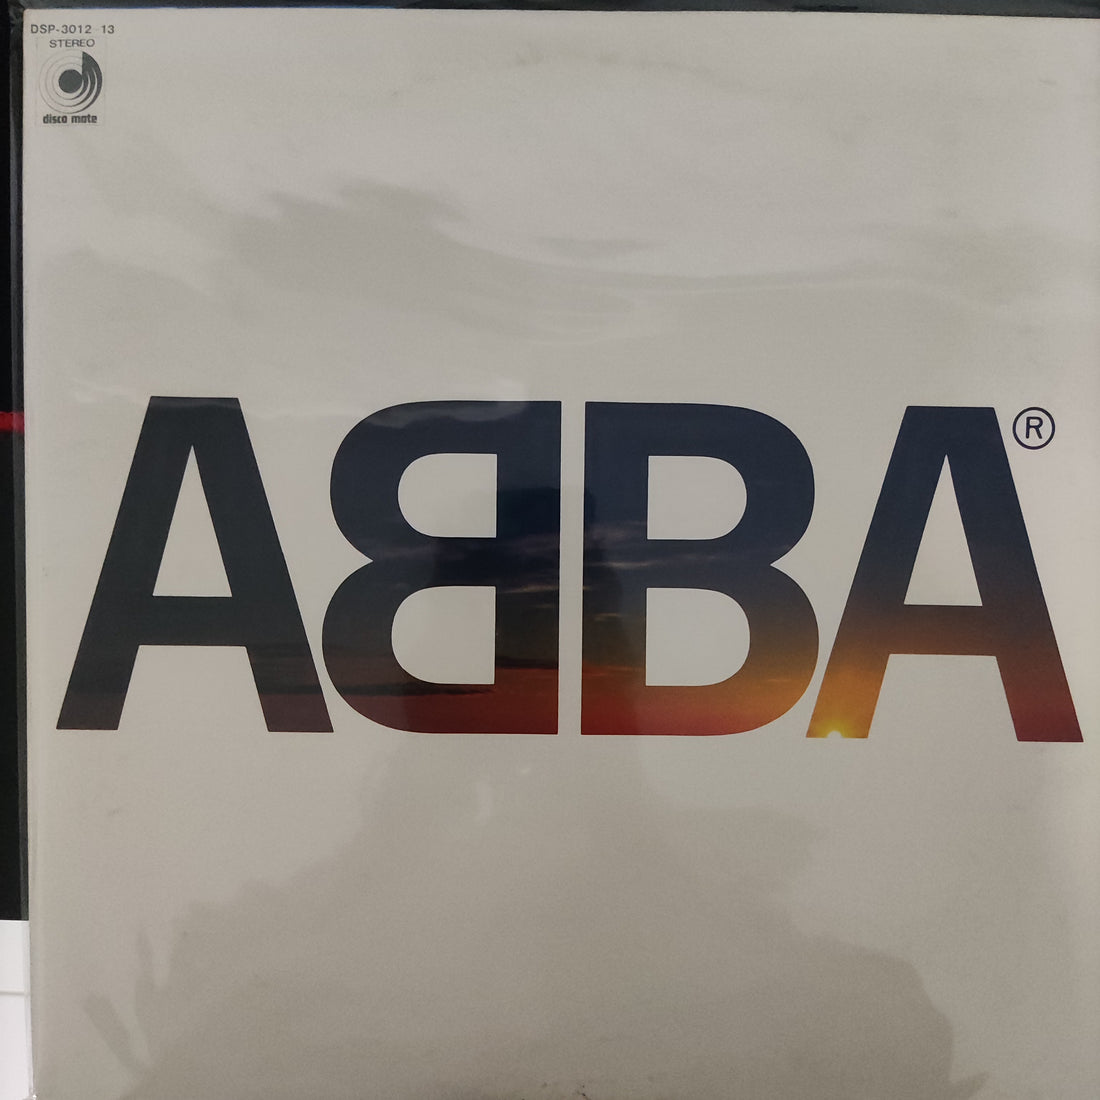 DSP-3012 13
STEREO
disco mate
ABBA®